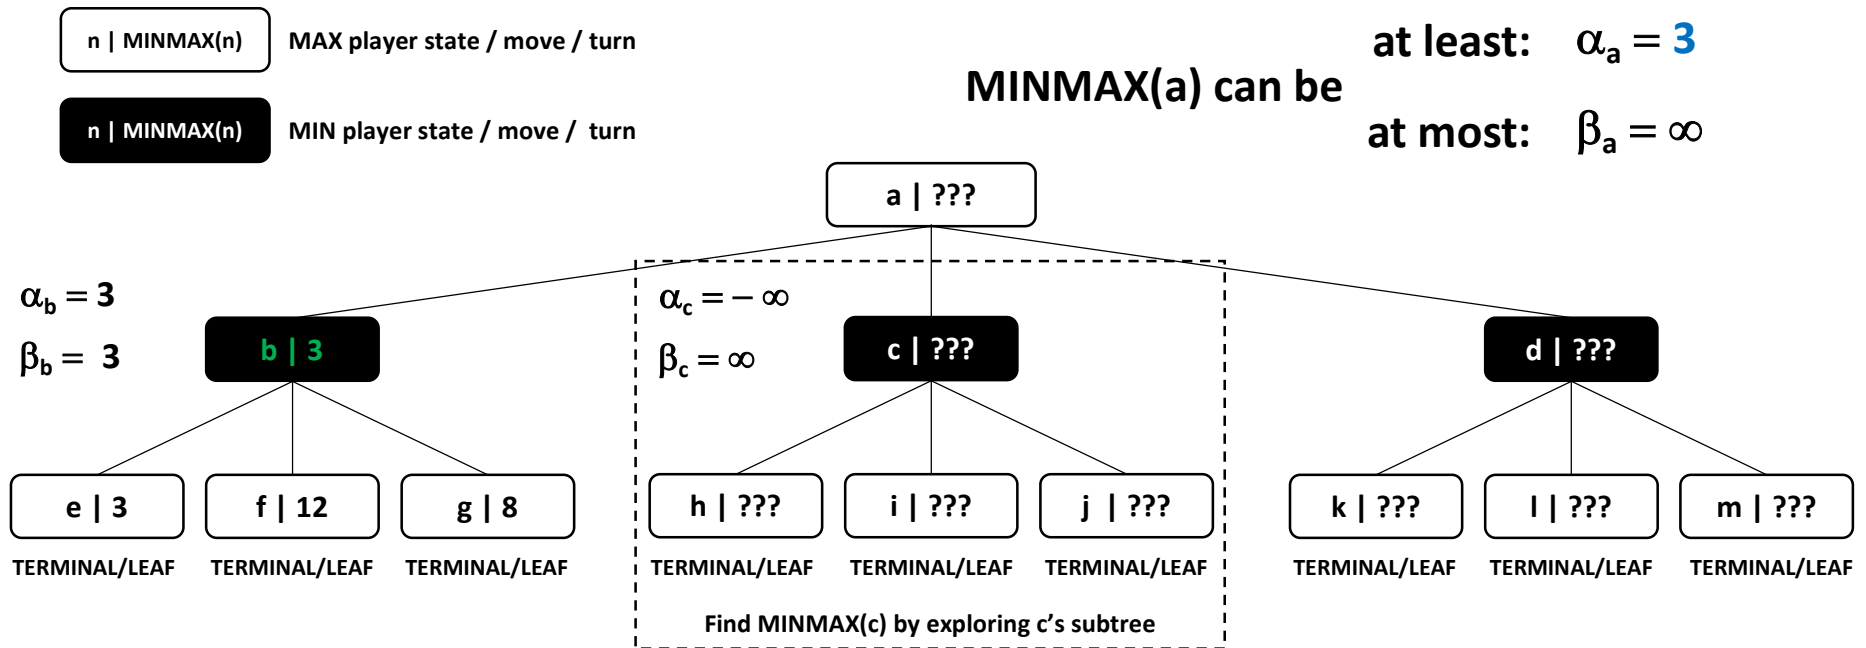 n | MINMAX(n) MAX player state / move / turn
n | MINMAX(n) MIN player state / move / turn
MINMAX(a) can be
at least: αa = 3
at most: βa = ∞
a | ???
αb = 3
βb = 3
b | 3
αc = − ∞
βc = ∞
c | ???
d | ???
e | 3 f | 12 g | 8 h | ??? i | ??? j | ??? k | ??? l | ??? m | ???
TERMINAL/LEAF TERMINAL/LEAF TERMINAL/LEAF TERMINAL/LEAF TERMINAL/LEAF TERMINAL/LEAF TERMINAL/LEAF TERMINAL/LEAF TERMINAL/LEAF
Find MINMAX(c) by exploring c’s subtree